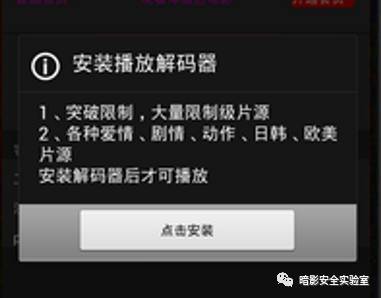 安装播放解码器
1、突破限制，大量限制级片源
2、各种爱情、剧情、动作、日韩、欧美
片源
安装解码器后才可播放
点击安装
暗影安全实验室